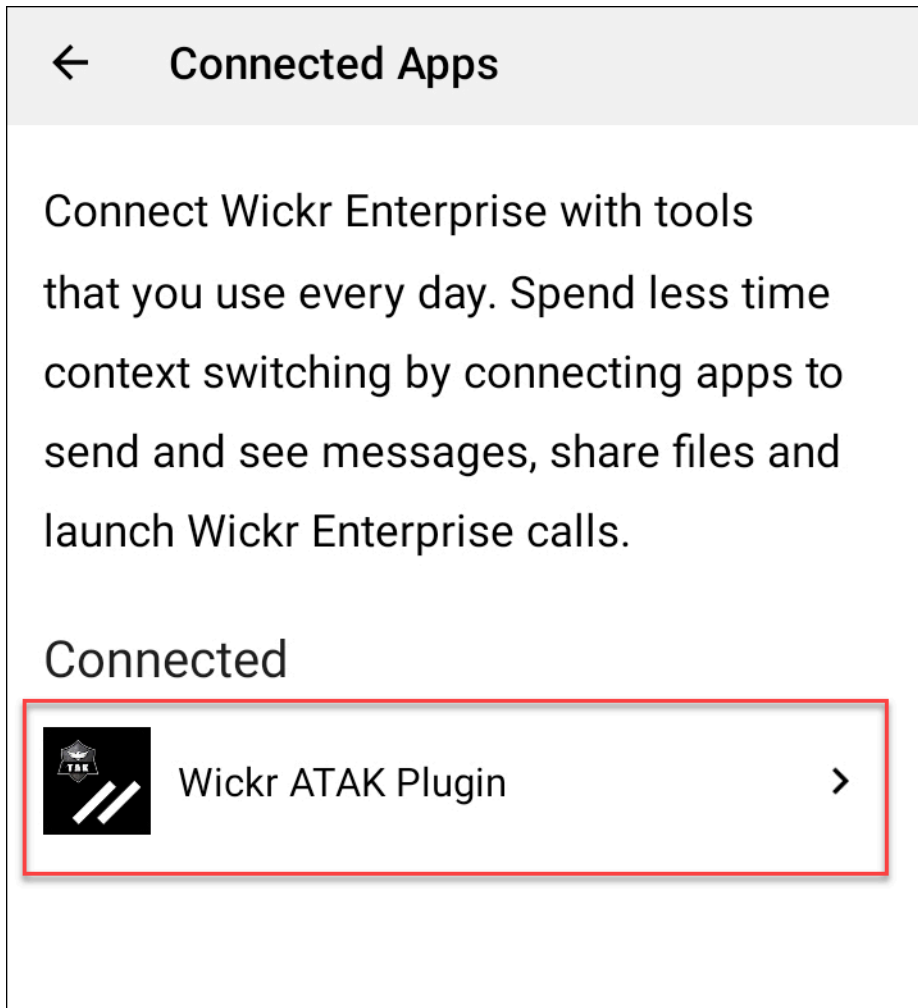 Connected Apps
Connect Wickr Enterprise with tools
that you use every day. Spend less time
context switching by connecting apps to
send and see messages, share files and
launch Wickr Enterprise calls.
Connected
TAK
Wickr ATAK Plugin